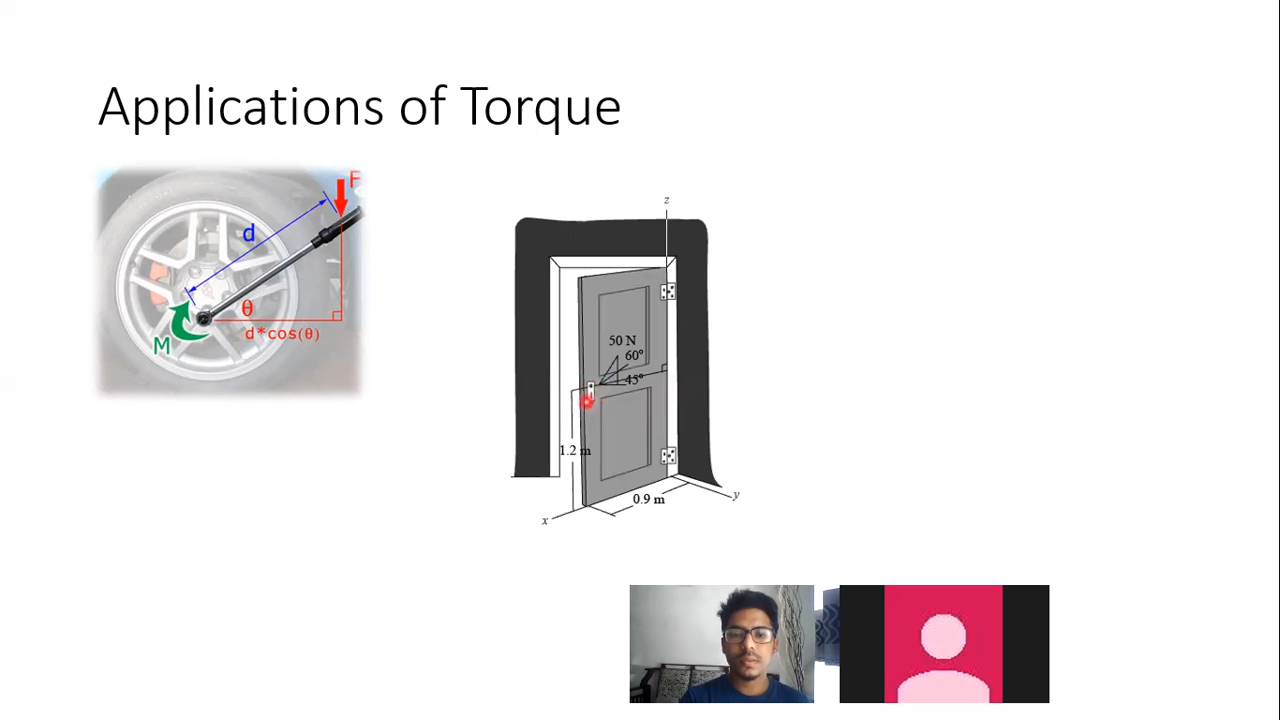 Applications of Torque
F
d
θ
d*cos(θ)
M
z
50 N
60°
45°
1.2 m
0.9 m
x
y